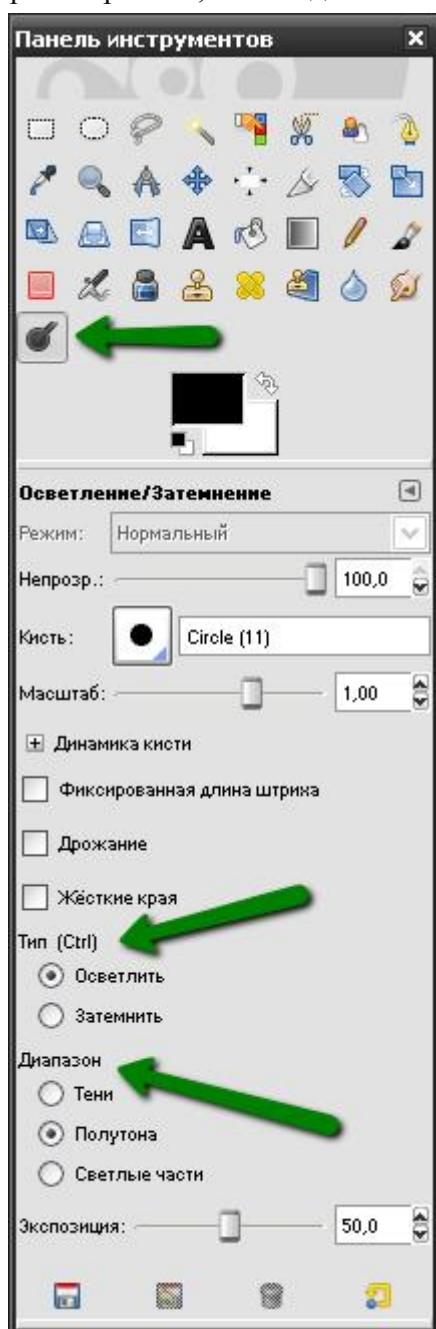 Панель инструментов
Осветление/Затемнение
Режим: Нормальный
Непрозр.: 100,0
Кисть: Circle (11)
Масштаб: 1,00
Динамика кисти
Фиксированная длина штриха
Дрожание
Жёсткие края
Тип (Ctrl)
Осветлить
Затемнить
Диапазон
Тени
Полутона
Светлые части
Экспозиция: 50,0